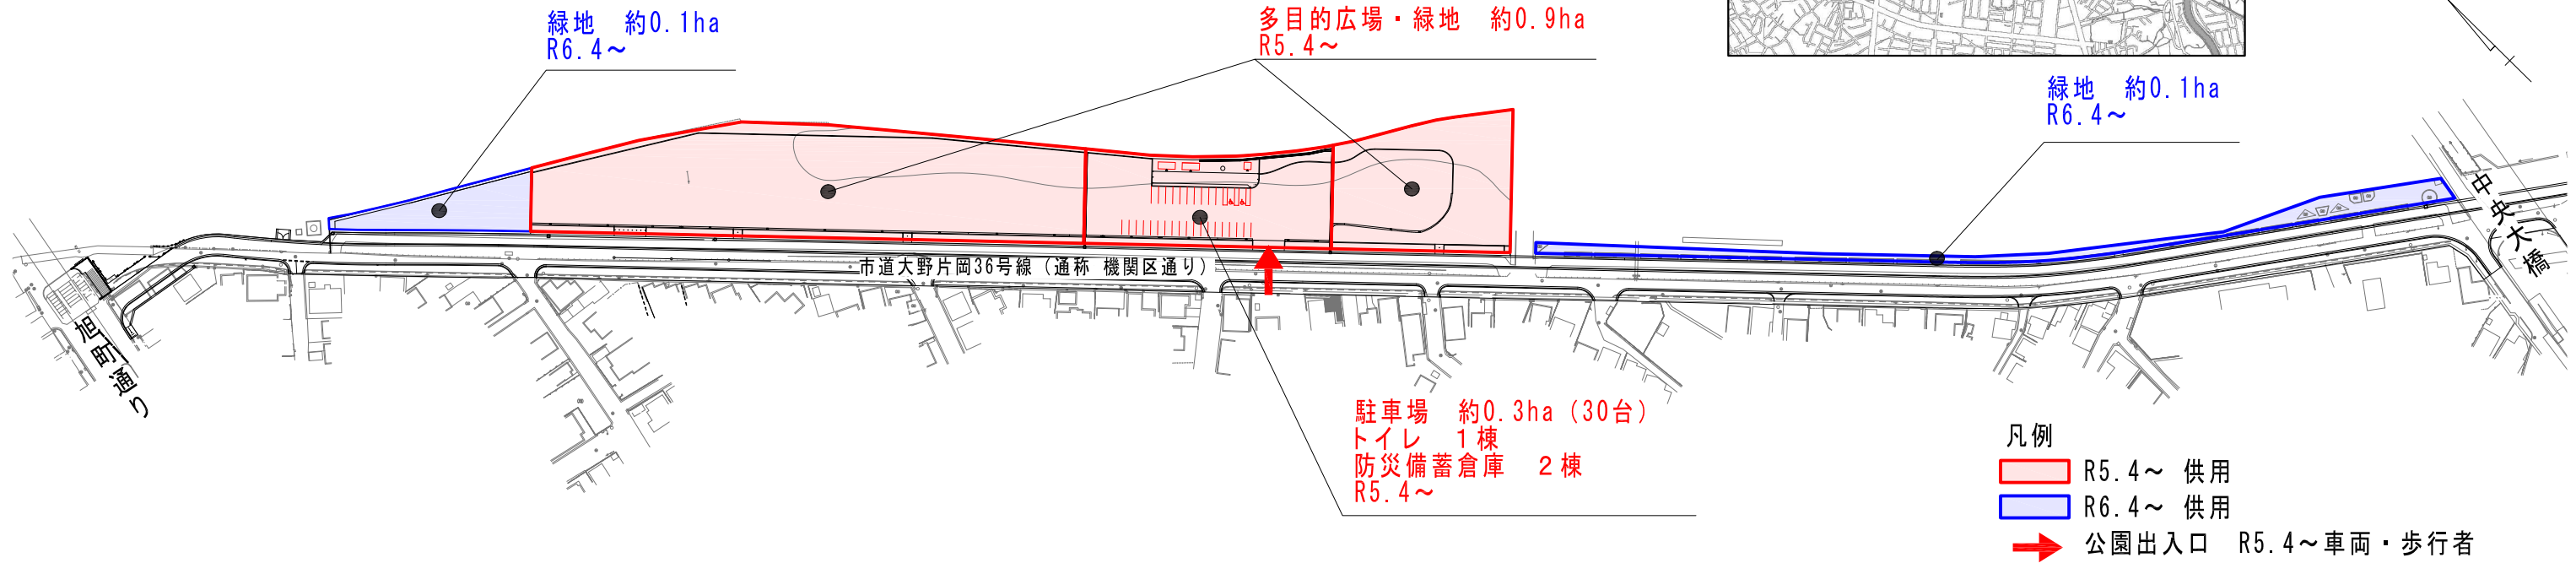 緑地　約0.1ha
R6.4～
多目的広場・緑地　約0.9ha
R5.4～
緑地　約0.1ha
R6.4～
中央大橋
市道大野片岡36号線（通称 機関区通り）
旭町通り
駐車場　約0.3ha（30台）
トイレ　1棟
防災備蓄倉庫　2棟
R5.4～
凡例
R5.4～ 供用
R6.4～ 供用
公園出入口　R5.4～車両・歩行者